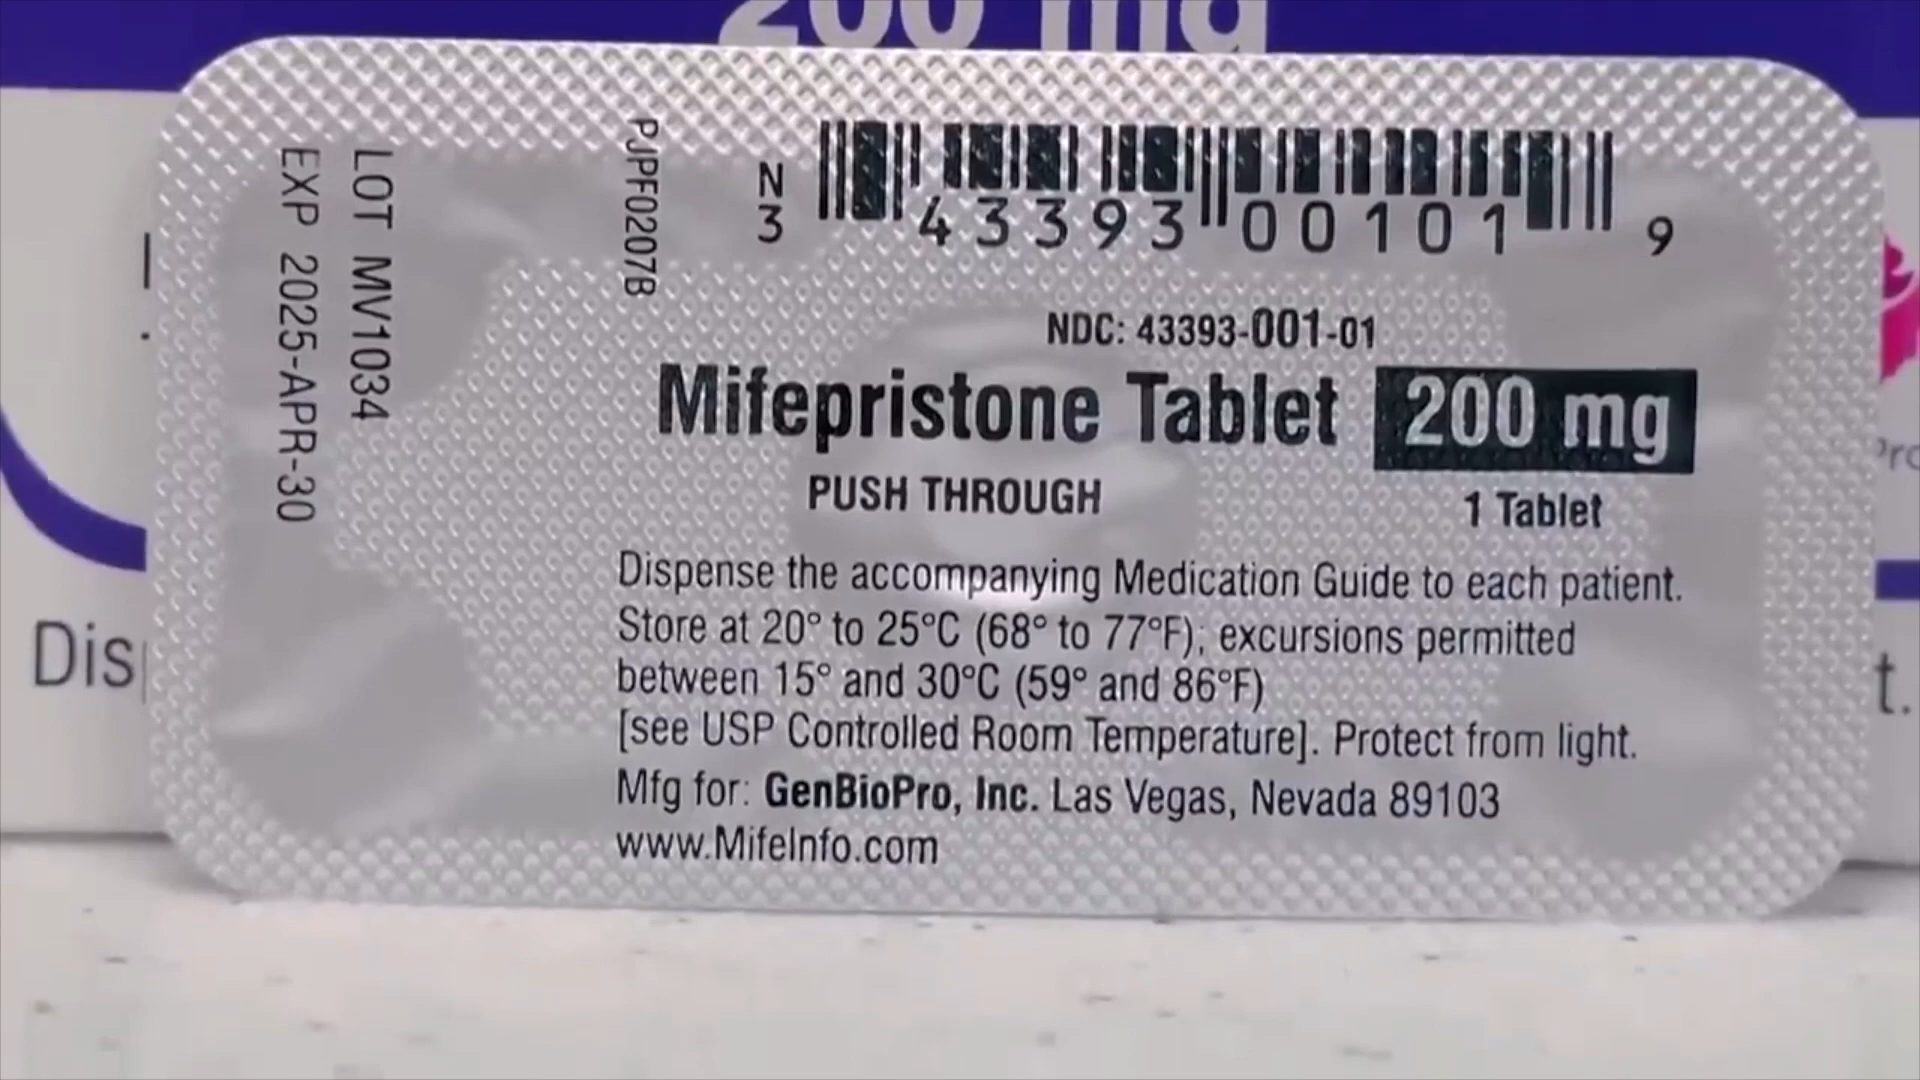 200 mg
LOT MV1034
EXP 2025-APR-30
PJPF0207B
N
3
43393 00101 9
NDC: 43393-001-01
Mifepristone Tablet 200 mg
PUSH THROUGH
1 Tablet
Dispense the accompanying Medication Guide to each patient.
Store at 20° to 25°C (68° to 77°F); excursions permitted
between 15° and 30°C (59° and 86°F)
[see USP Controlled Room Temperature]. Protect from light.
Mfg for: GenBioPro, Inc. Las Vegas, Nevada 89103
www.MifeInfo.com